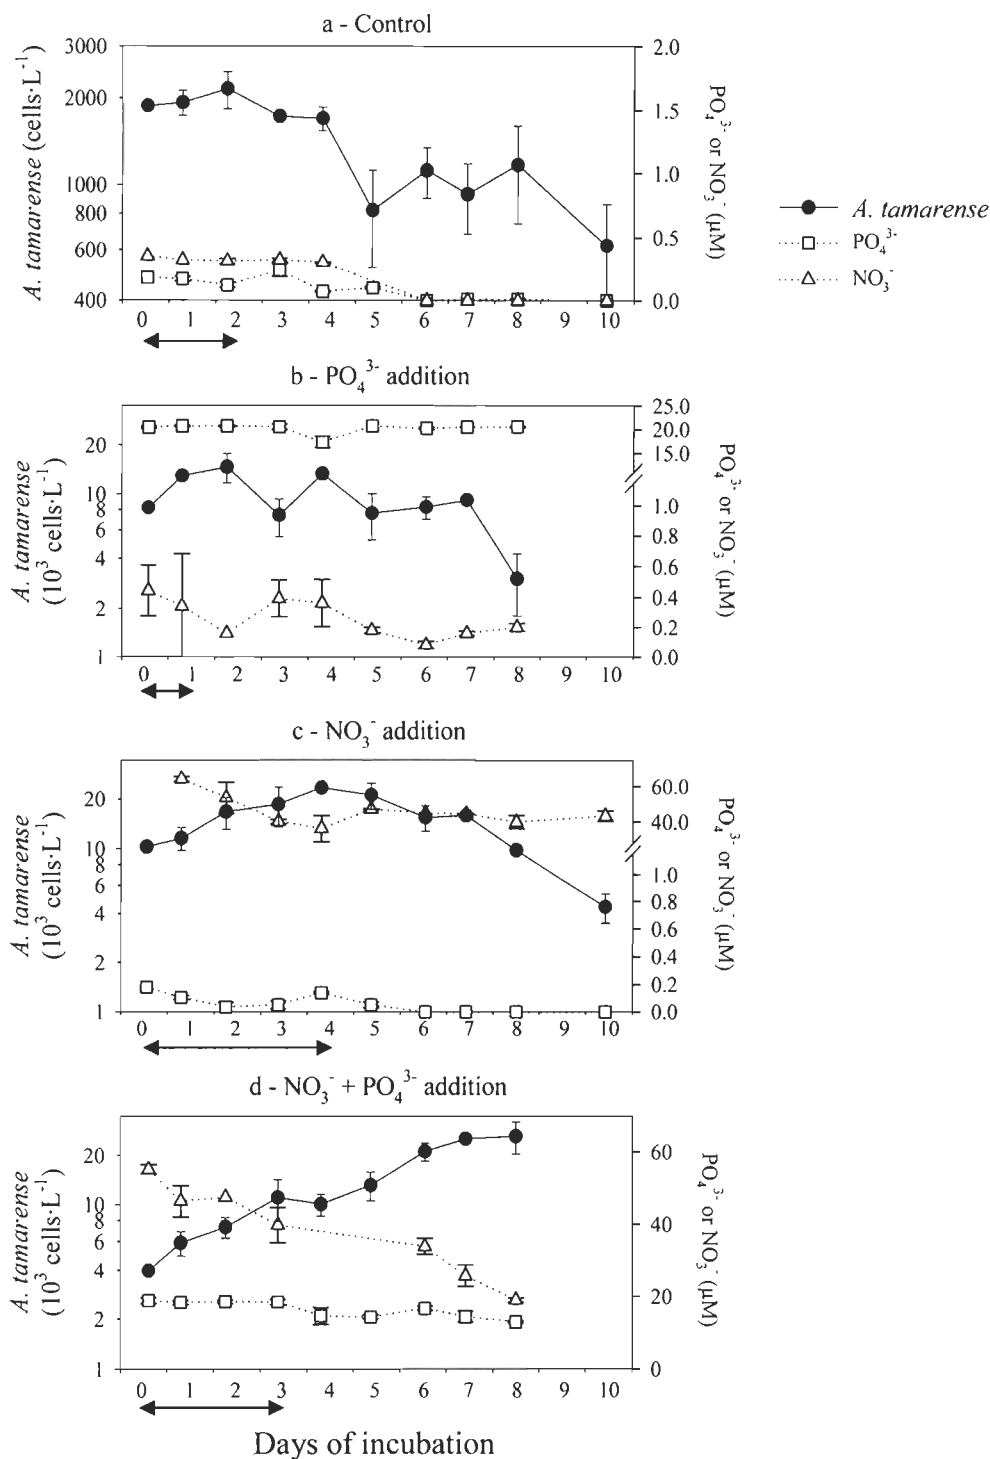 a - Control
3000
2000
1000
800
600
400
A. tamarense (cells·L⁻¹)
2.0
1.5
1.0
0.5
0.0
PO₄³⁻ or NO₃⁻ (µM)
0 1 2 3 4 5 6 7 8 9 10
A. tamarense
PO₄³⁻
NO₃⁻
b - PO₄³⁻ addition
20
10
8
6
4
2
1
A. tamarense
(10³ cells·L⁻¹)
25.0
20.0
15.0
1.0
0.8
0.6
0.4
0.2
0.0
PO₄³⁻ or NO₃⁻ (µM)
0 1 2 3 4 5 6 7 8 9 10
c - NO₃⁻ addition
20
10
8
6
4
2
1
A. tamarense
(10³ cells·L⁻¹)
60.0
40.0
1.0
0.8
0.6
0.4
0.2
0.0
PO₄³⁻ or NO₃⁻ (µM)
0 1 2 3 4 5 6 7 8 9 10
d - NO₃⁻ + PO₄³⁻ addition
20
10
8
6
4
2
1
A. tamarense
(10³ cells·L⁻¹)
60
40
20
0
PO₄³⁻ or NO₃⁻ (µM)
0 1 2 3 4 5 6 7 8 9 10
Days of incubation